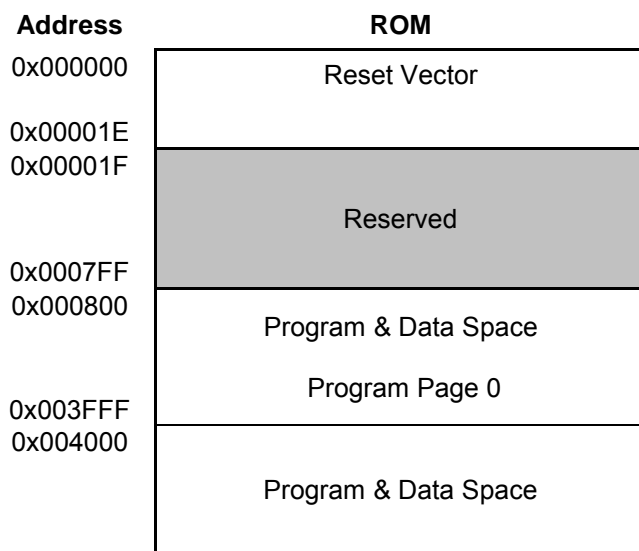 Address ROM
0x000000 Reset Vector
0x00001E
0x00001F
Reserved
0x0007FF
0x000800
Program & Data Space
Program Page 0
0x003FFF
0x004000
Program & Data Space